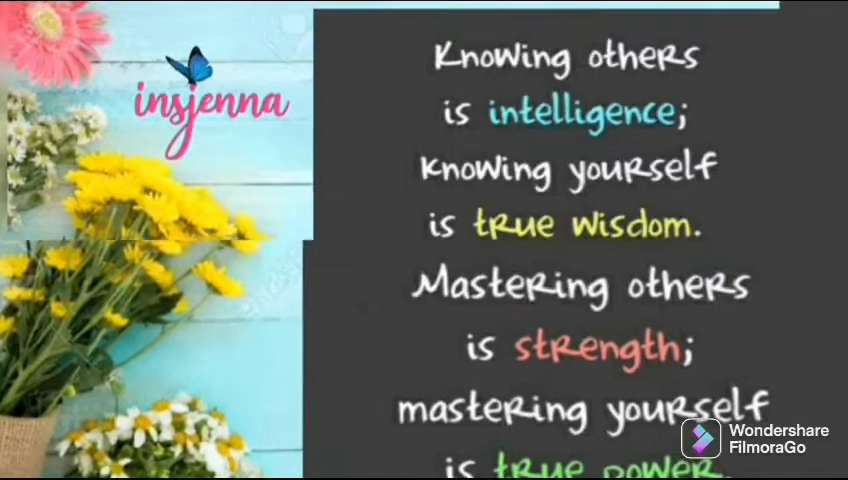 insjenna
Knowing others
is intelligence;
Knowing yourself
is true wisdom.
Mastering others
is strength;
mastering yourself
is true power.
Wondershare
FilmoraGo